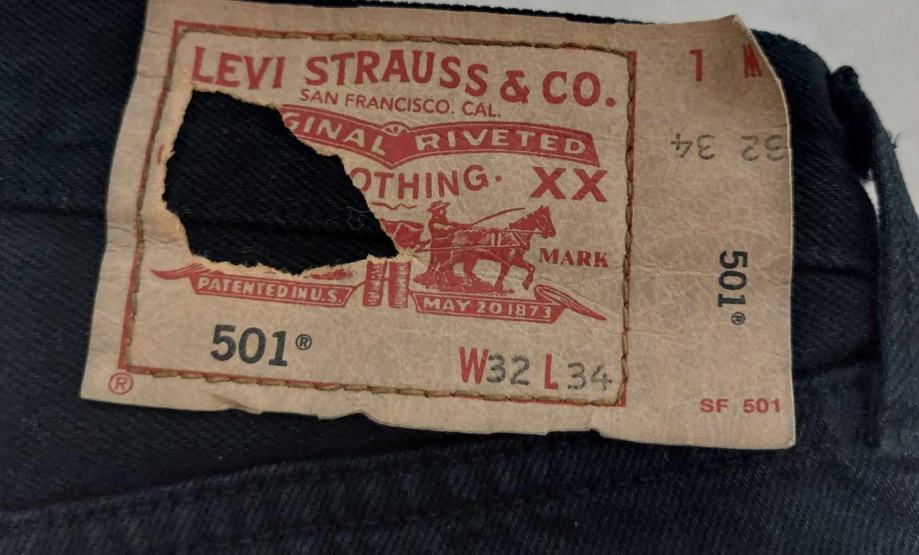 LEVI STRAUSS & CO.
SAN FRANCISCO. CAL.
GINAL RIVETED
OTHING. XX
MARK
PATENTED IN U.S. MAY 20 1873
501®
W32 L34
®
1 M
32 34
501®
SF 501